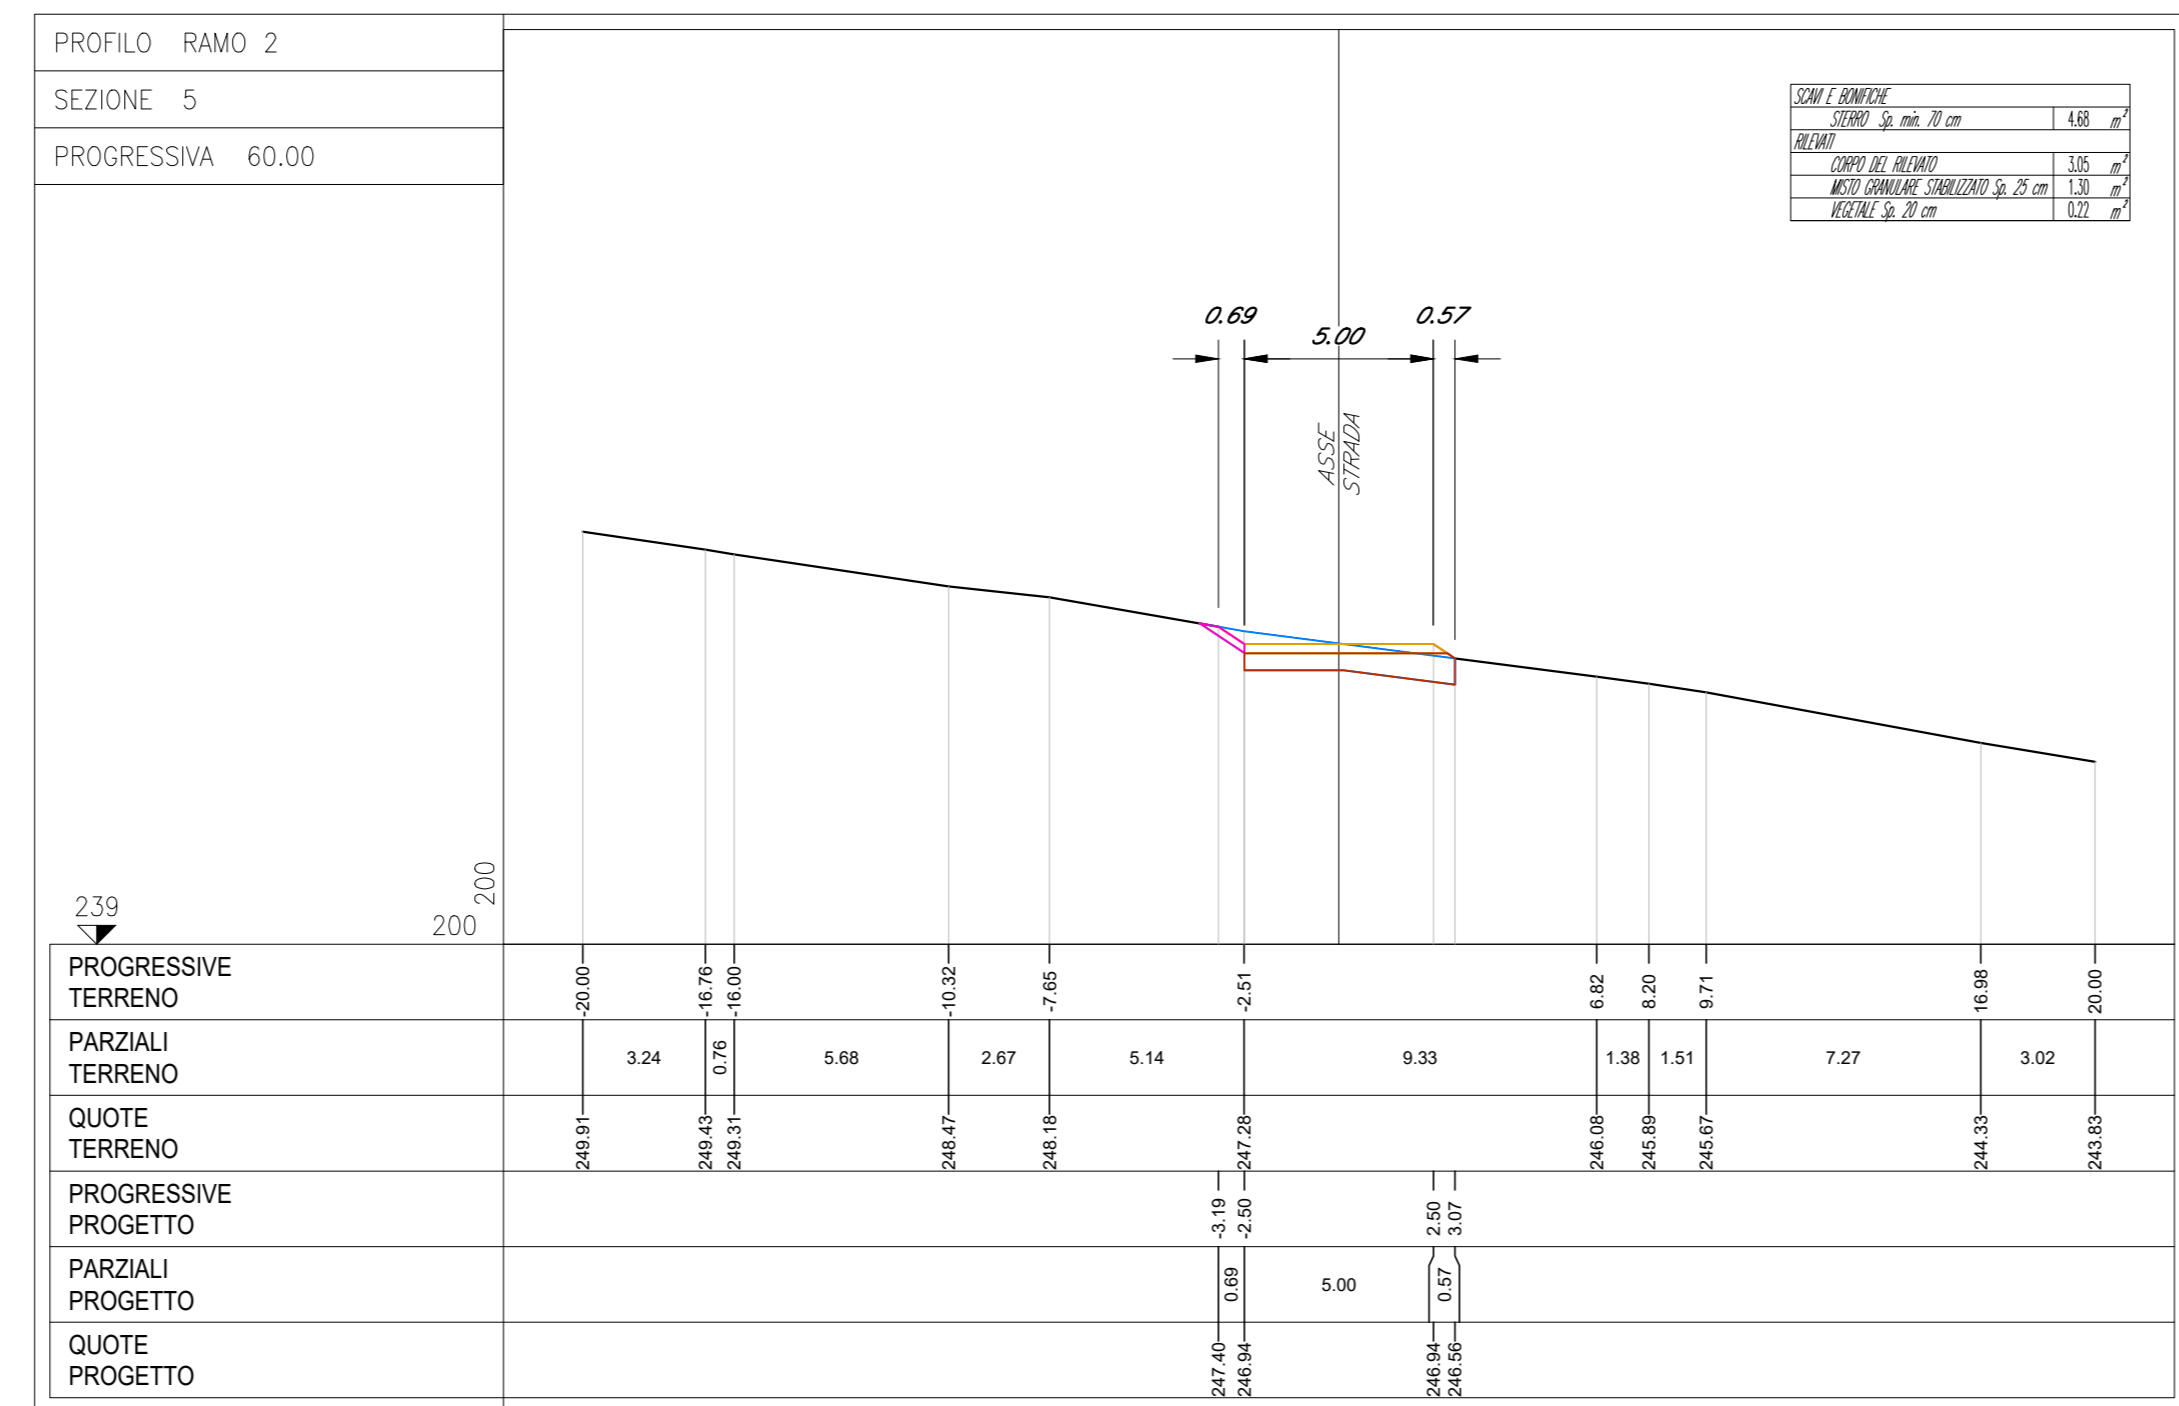 PROFILO RAMO 2
SEZIONE 5
PROGRESSIVA 60.00
SCAVI E BONIFICHE
STERRO Sp. min. 70 cm 4.68 m²
RILEVATI
CORPO DEL RILEVATO 3.05 m²
MISTO GRANULARE STABILIZZATO Sp. 25 cm 1.30 m²
VEGETALE Sp. 20 cm 0.22 m²
0.69 5.00 0.57
ASSE
STRADA
239
200
200
PROGRESSIVE
TERRENO
-20.00 -16.76 -16.00 -10.32 -7.65 -2.51 6.82 8.20 9.71 16.98 20.00
PARZIALI
TERRENO
3.24 0.76 5.68 2.67 5.14 9.33 1.38 1.51 7.27 3.02
QUOTE
TERRENO
249.91 249.43 249.31 248.47 248.18 247.28 246.08 245.89 245.67 244.33 243.83
PROGRESSIVE
PROGETTO
-3.19 -2.50 2.50 3.07
PARZIALI
PROGETTO
0.69 5.00 0.57
QUOTE
PROGETTO
247.40 246.94 246.94 246.56